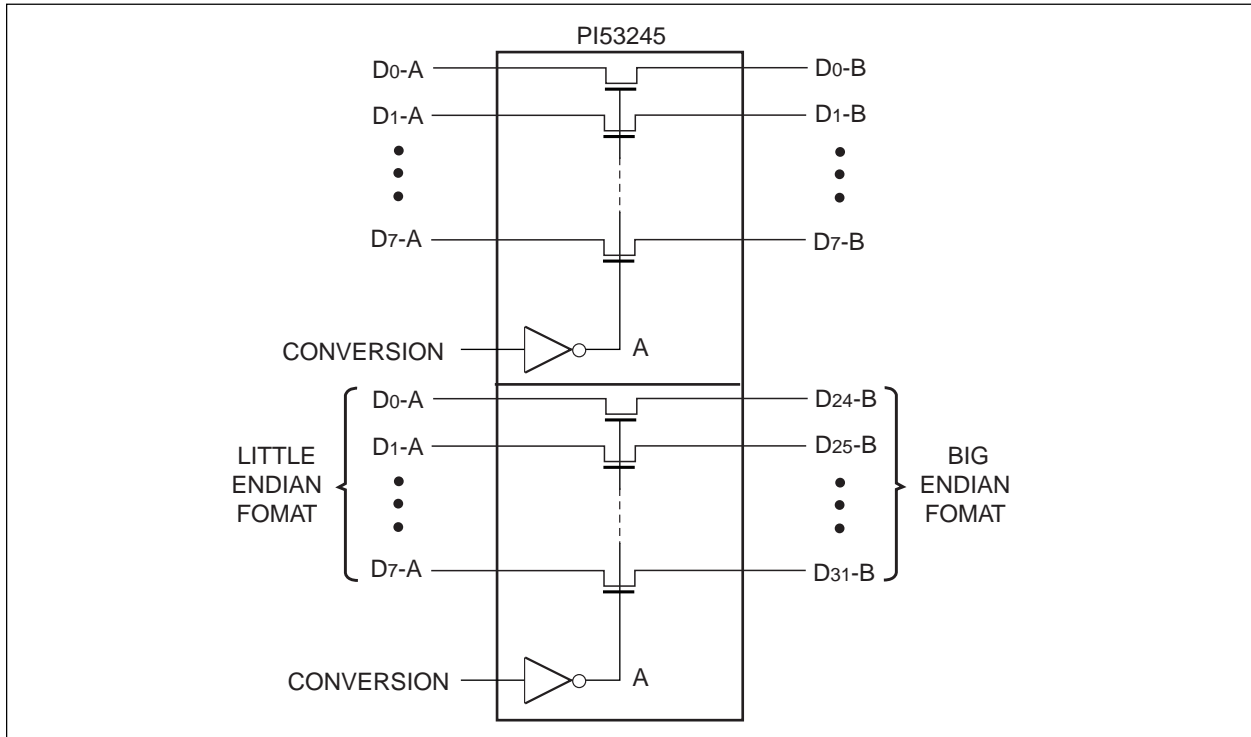 PI53245
D0-A D0-B
D1-A D1-B
D7-A D7-B
CONVERSION A
D0-A D24-B
D1-A D25-B
LITTLE
ENDIAN
FOMAT
BIG
ENDIAN
FOMAT
D7-A D31-B
CONVERSION A